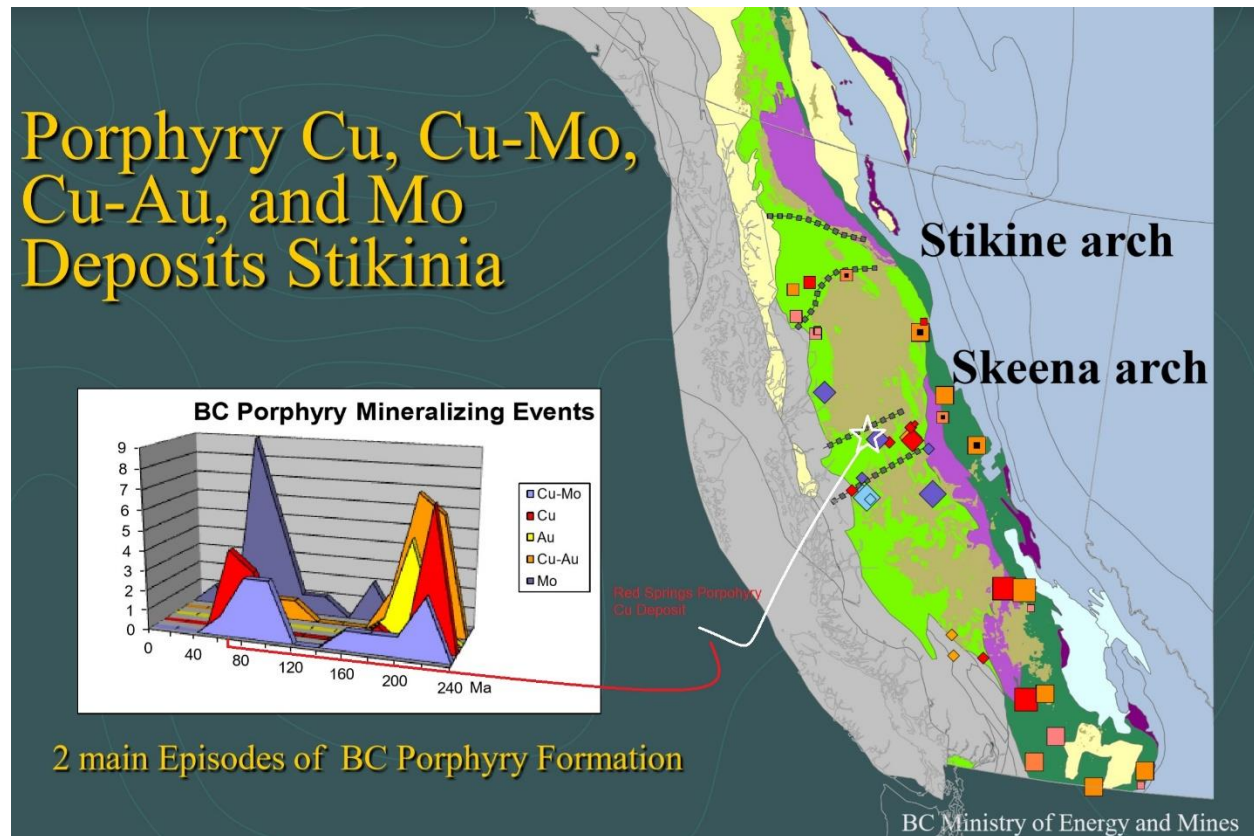 Porphyry Cu, Cu-Mo,
Cu-Au, and Mo
Deposits Stikinia
Stikine arch
Skeena arch
BC Porphyry Mineralizing Events
9
8
7
6
5
4
3
2
1
0
0
40
80
120
160
200
240 Ma
Cu-Mo
Cu
Au
Cu-Au
Mo
Red Springs Porpohyry
Co Deposit
2 main Episodes of BC Porphyry Formation
BC Ministry of Energy and Mines